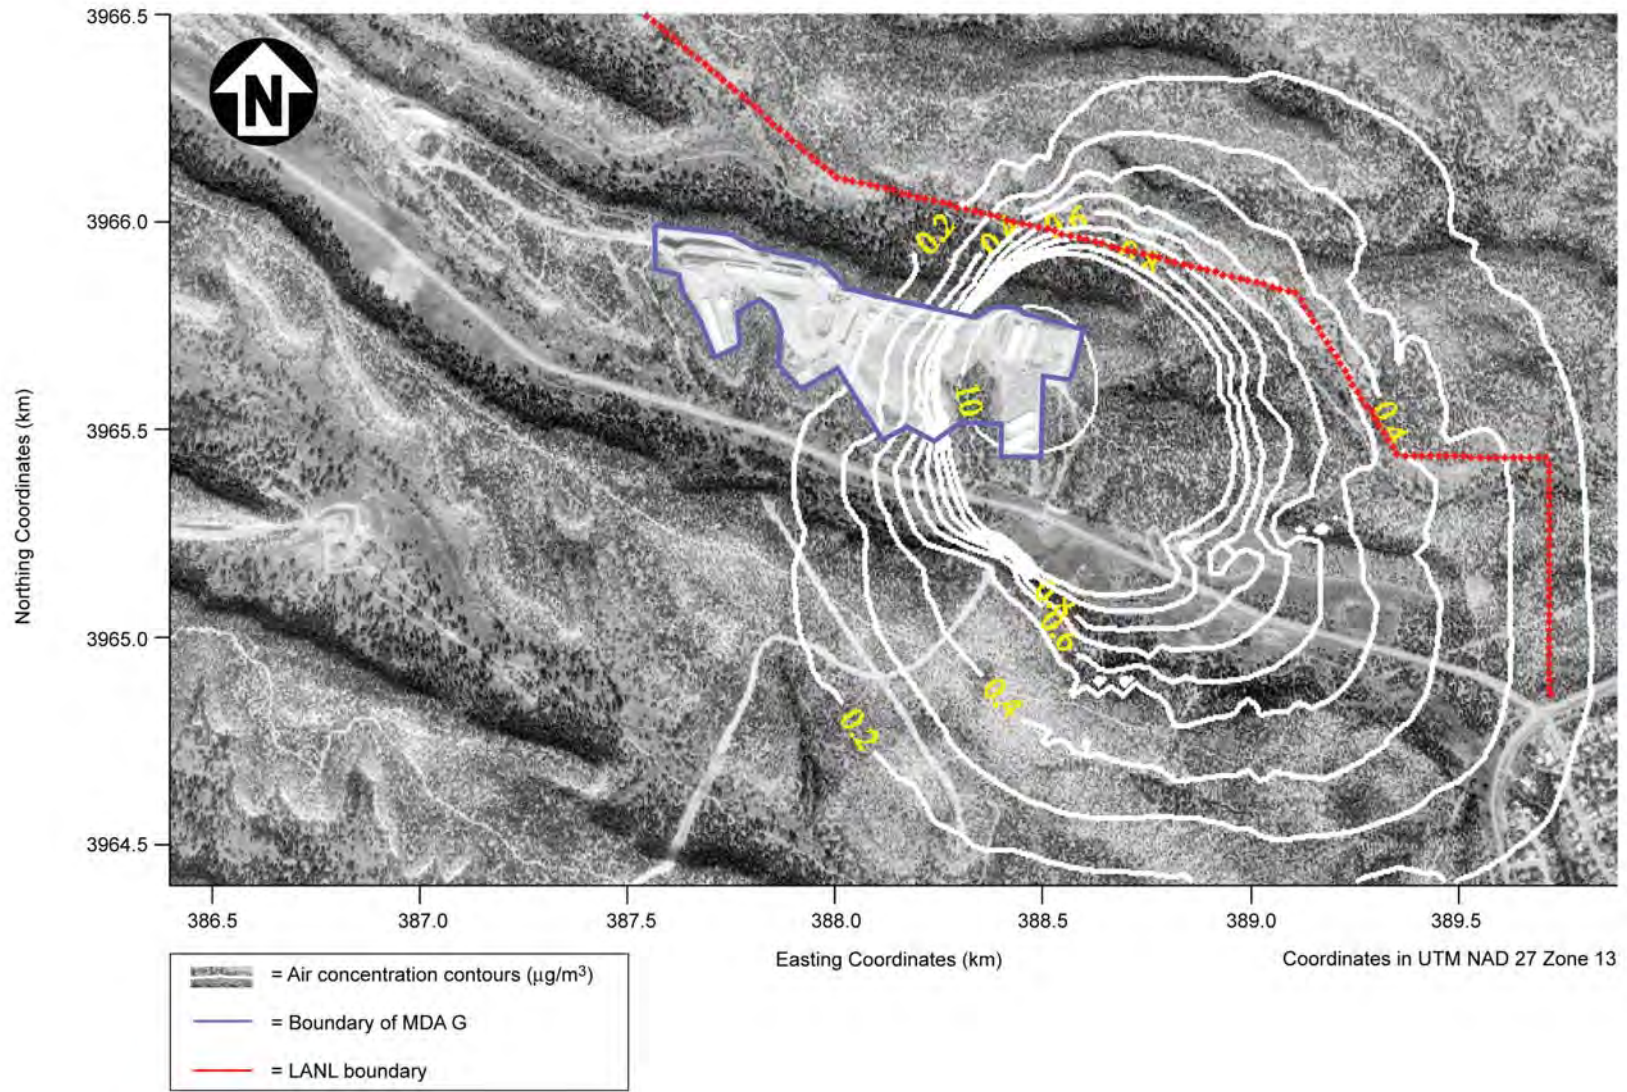 3966.5
N
3966.0
0.2
0.4
0.6
0.8
3965.5
10
0.4
3965.0
0.8
0.6
0.4
0.2
3964.5
386.5 387.0 387.5 388.0 388.5 389.0 389.5
Northing Coordinates (km)
Easting Coordinates (km)
Coordinates in UTM NAD 27 Zone 13
= Air concentration contours (μg/m³)
= Boundary of MDA G
= LANL boundary